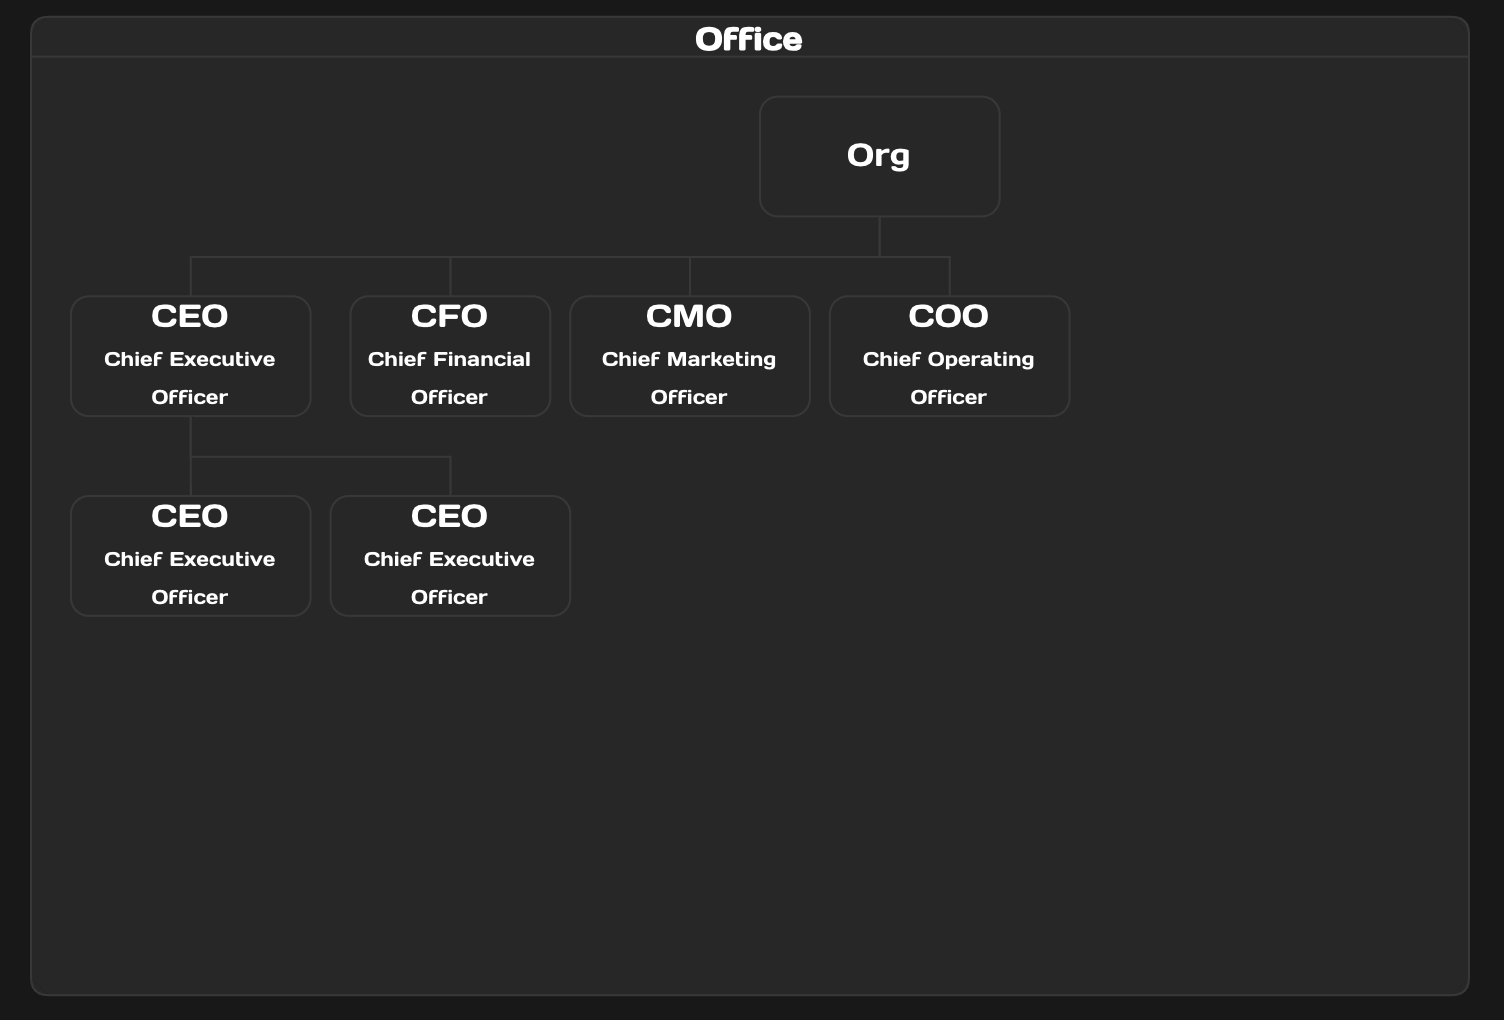 Office
Org
CEO
Chief Executive
Officer
CFO
Chief Financial
Officer
CMO
Chief Marketing
Officer
COO
Chief Operating
Officer
CEO
Chief Executive
Officer
CEO
Chief Executive
Officer